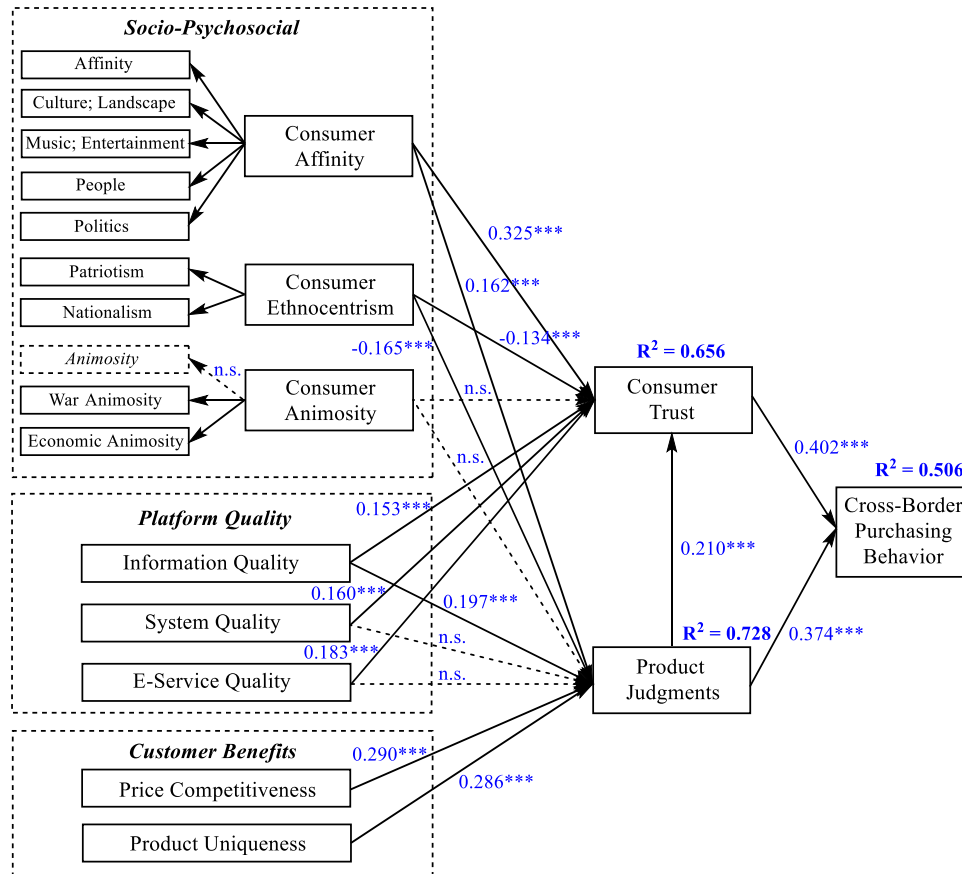 Socio-Psychosocial
Affinity
Culture; Landscape
Music; Entertainment
People
Politics
Consumer
Affinity
Patriotism
Nationalism
Consumer
Ethnocentrism
Animosity
War Animosity
Economic Animosity
n.s.
Consumer
Animosity
0.325***
0.162***
-0.134***
-0.165***
n.s.
n.s.
R² = 0.656
Consumer
Trust
0.402***
R² = 0.506
Cross-Border
Purchasing
Behavior
0.210***
0.374***
R² = 0.728
Product
Judgments
Platform Quality
Information Quality
System Quality
E-Service Quality
0.153***
0.160***
0.183***
0.197***
n.s.
n.s.
Customer Benefits
Price Competitiveness
Product Uniqueness
0.290***
0.286***